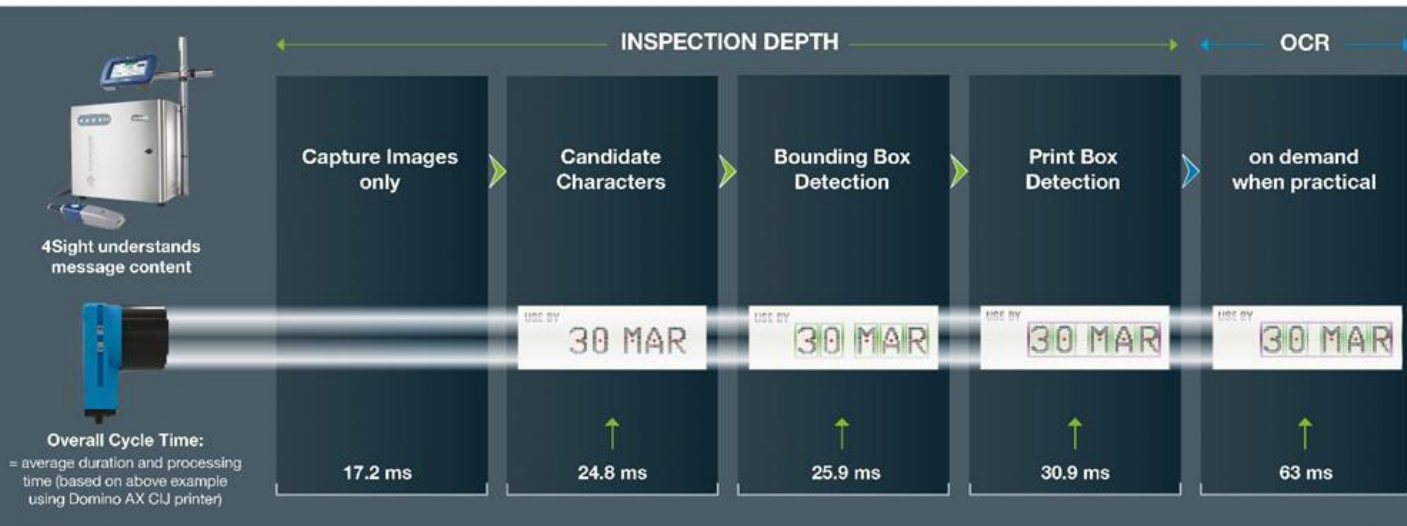 INSPECTION DEPTH
OCR
Capture Images
only
Candidate
Characters
Bounding Box
Detection
Print Box
Detection
on demand
when practical
4Sight understands
message content
USE BY
30 MAR
USE BY
30 MAR
USE BY
30 MAR
USE BY
30 MAR
Overall Cycle Time:
= average duration and processing
time (based on above example
using Domino AX CIJ printer)
17.2 ms
24.8 ms
25.9 ms
30.9 ms
63 ms